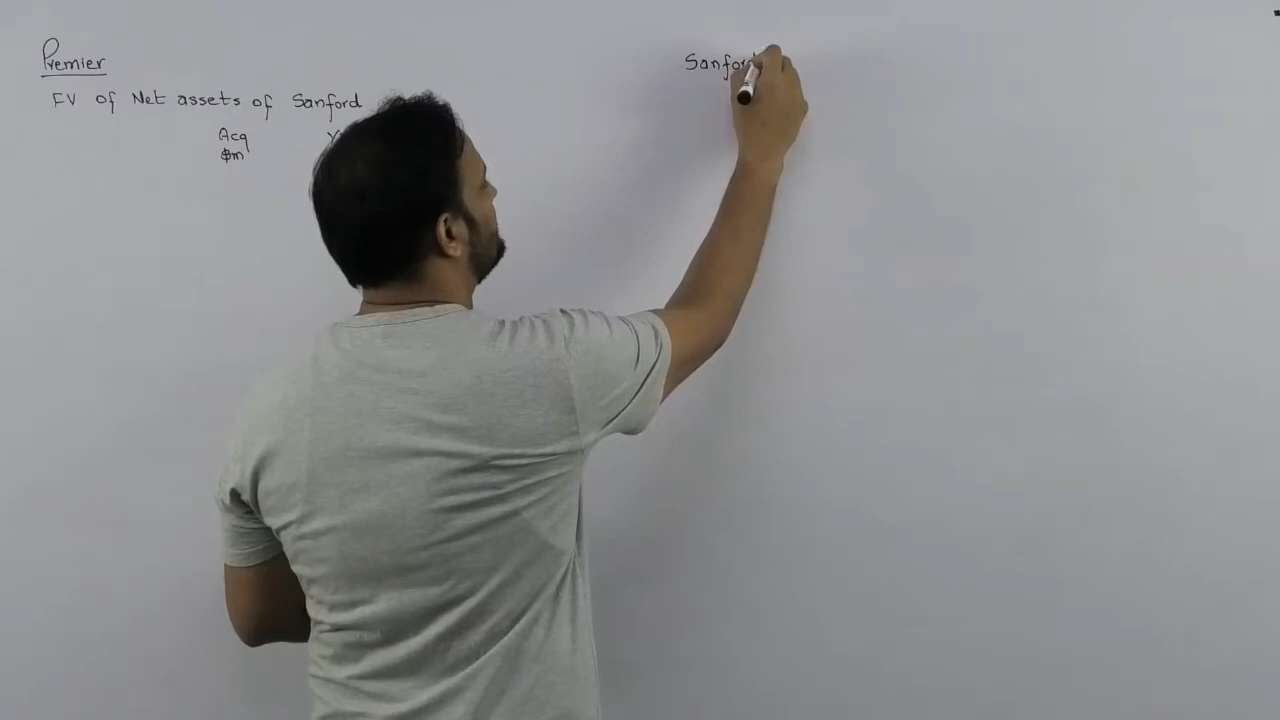 Premier
FV of Net assets of Sanford
Acq
$m
Sanford